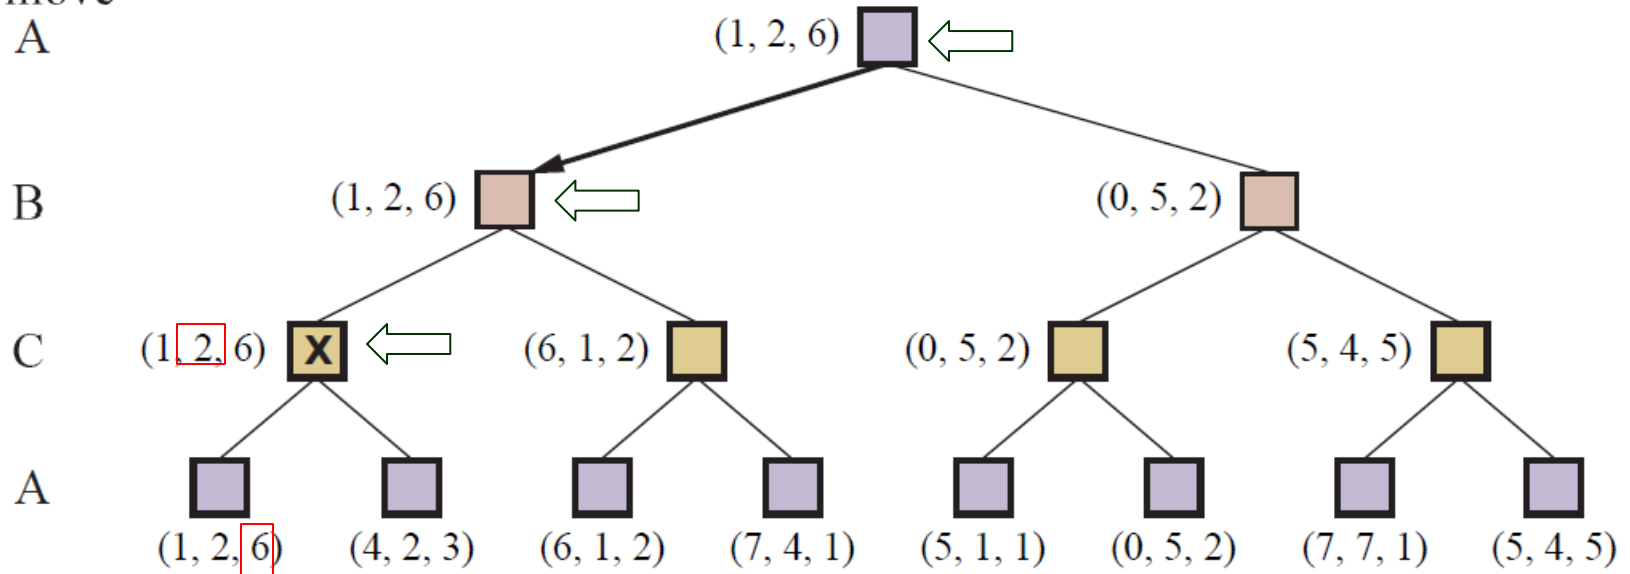 move
A (1, 2, 6)
B (1, 2, 6) (0, 5, 2)
C (1, 2, 6) X (6, 1, 2) (0, 5, 2) (5, 4, 5)
A
(1, 2, 6) (4, 2, 3) (6, 1, 2) (7, 4, 1) (5, 1, 1) (0, 5, 2) (7, 7, 1) (5, 4, 5)